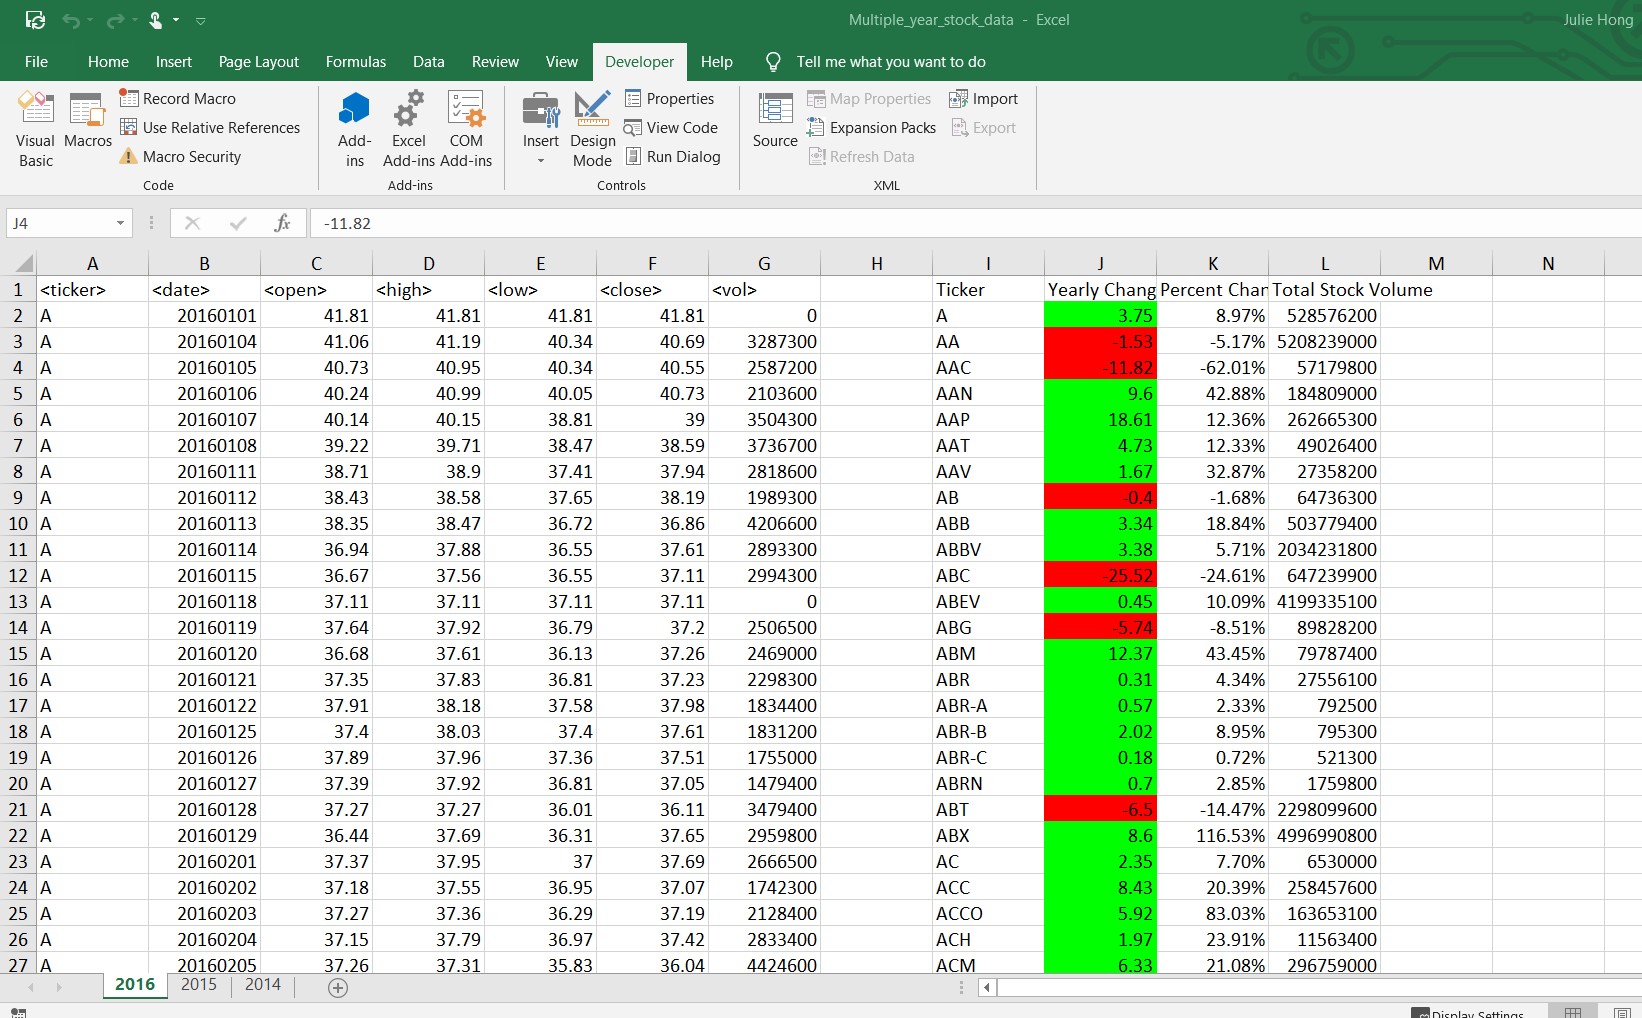 Multiple_year_stock_data - Excel Julie Hong
File Home Insert Page Layout Formulas Data Review View Developer Help Tell me what you want to do
Visual Basic Macros Record Macro Use Relative References Macro Security Code
Add-ins Excel Add-ins COM Add-ins Add-ins
Insert Design Mode Properties View Code Run Dialog Controls
Source Map Properties Expansion Packs Refresh Data Import Export XML
J4 fx -11.82
A B C D E F G H I J K L M N
1 <ticker> <date> <open> <high> <low> <close> <vol> Ticker Yearly Chang Percent Chan Total Stock Volume
2 A 20160101 41.81 41.81 41.81 41.81 0 A 3.75 8.97% 528576200
3 A 20160104 41.06 41.19 40.34 40.69 3287300 AA -1.53 -5.17% 5208239000
4 A 20160105 40.73 40.95 40.34 40.55 2587200 AAC -11.82 -62.01% 57179800
5 A 20160106 40.24 40.99 40.05 40.73 2103600 AAN 9.6 42.88% 184809000
6 A 20160107 40.14 40.15 38.81 39 3504300 AAP 18.61 12.36% 262665300
7 A 20160108 39.22 39.71 38.47 38.59 3736700 AAT 4.73 12.33% 49026400
8 A 20160111 38.71 38.9 37.41 37.94 2818600 AAV 1.67 32.87% 27358200
9 A 20160112 38.43 38.58 37.65 38.19 1989300 AB -0.4 -1.68% 64736300
10 A 20160113 38.35 38.47 36.72 36.86 4206600 ABB 3.34 18.84% 503779400
11 A 20160114 36.94 37.88 36.55 37.61 2893300 ABBV 3.38 5.71% 2034231800
12 A 20160115 36.67 37.56 36.55 37.11 2994300 ABC -25.52 -24.61% 647239900
13 A 20160118 37.11 37.11 37.11 37.11 0 ABEV 0.45 10.09% 4199335100
14 A 20160119 37.64 37.92 36.79 37.2 2506500 ABG -5.74 -8.51% 89828200
15 A 20160120 36.68 37.61 36.13 37.26 2469000 ABM 12.37 43.45% 79787400
16 A 20160121 37.35 37.83 36.81 37.23 2298300 ABR 0.31 4.34% 27556100
17 A 20160122 37.91 38.18 37.58 37.98 1834400 ABR-A 0.57 2.33% 792500
18 A 20160125 37.4 38.03 37.4 37.61 1831200 ABR-B 2.02 8.95% 795300
19 A 20160126 37.89 37.96 37.36 37.51 1755000 ABR-C 0.18 0.72% 521300
20 A 20160127 37.39 37.92 36.81 37.05 1479400 ABRN 0.7 2.85% 1759800
21 A 20160128 37.27 37.27 36.01 36.11 3479400 ABT -6.5 -14.47% 2298099600
22 A 20160129 36.44 37.69 36.31 37.65 2959800 ABX 8.6 116.53% 4996990800
23 A 20160201 37.37 37.95 37 37.69 2666500 AC 2.35 7.70% 6530000
24 A 20160202 37.18 37.55 36.95 37.07 1742300 ACC 8.43 20.39% 258457600
25 A 20160203 37.27 37.36 36.29 37.19 2128400 ACCO 5.92 83.03% 163653100
26 A 20160204 37.15 37.79 36.97 37.42 2833400 ACH 1.97 23.91% 11563400
27 A 20160205 37.26 37.31 35.83 36.04 4424600 ACM 6.33 21.08% 296759000
2016 2015 2014
Display Settings